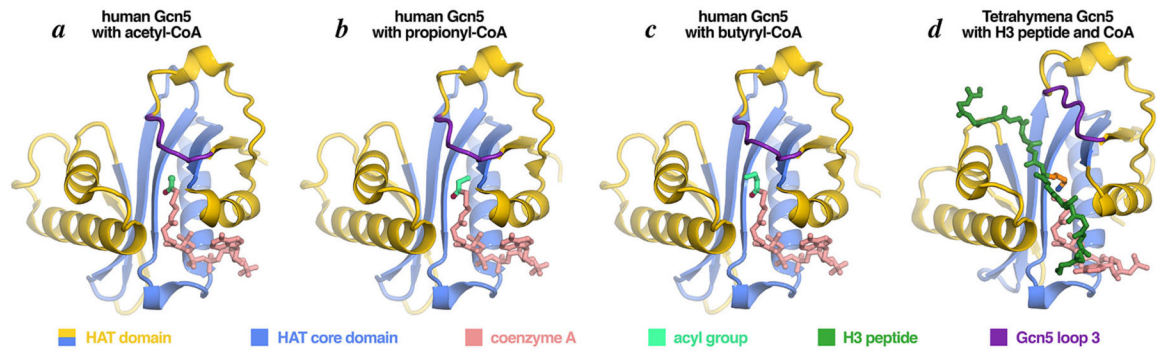 a
human Gcn5
with acetyl-CoA
b
human Gcn5
with propionyl-CoA
c
human Gcn5
with butyryl-CoA
d
Tetrahymena Gcn5
with H3 peptide and CoA
HAT domain
HAT core domain
coenzyme A
acyl group
H3 peptide
Gcn5 loop 3